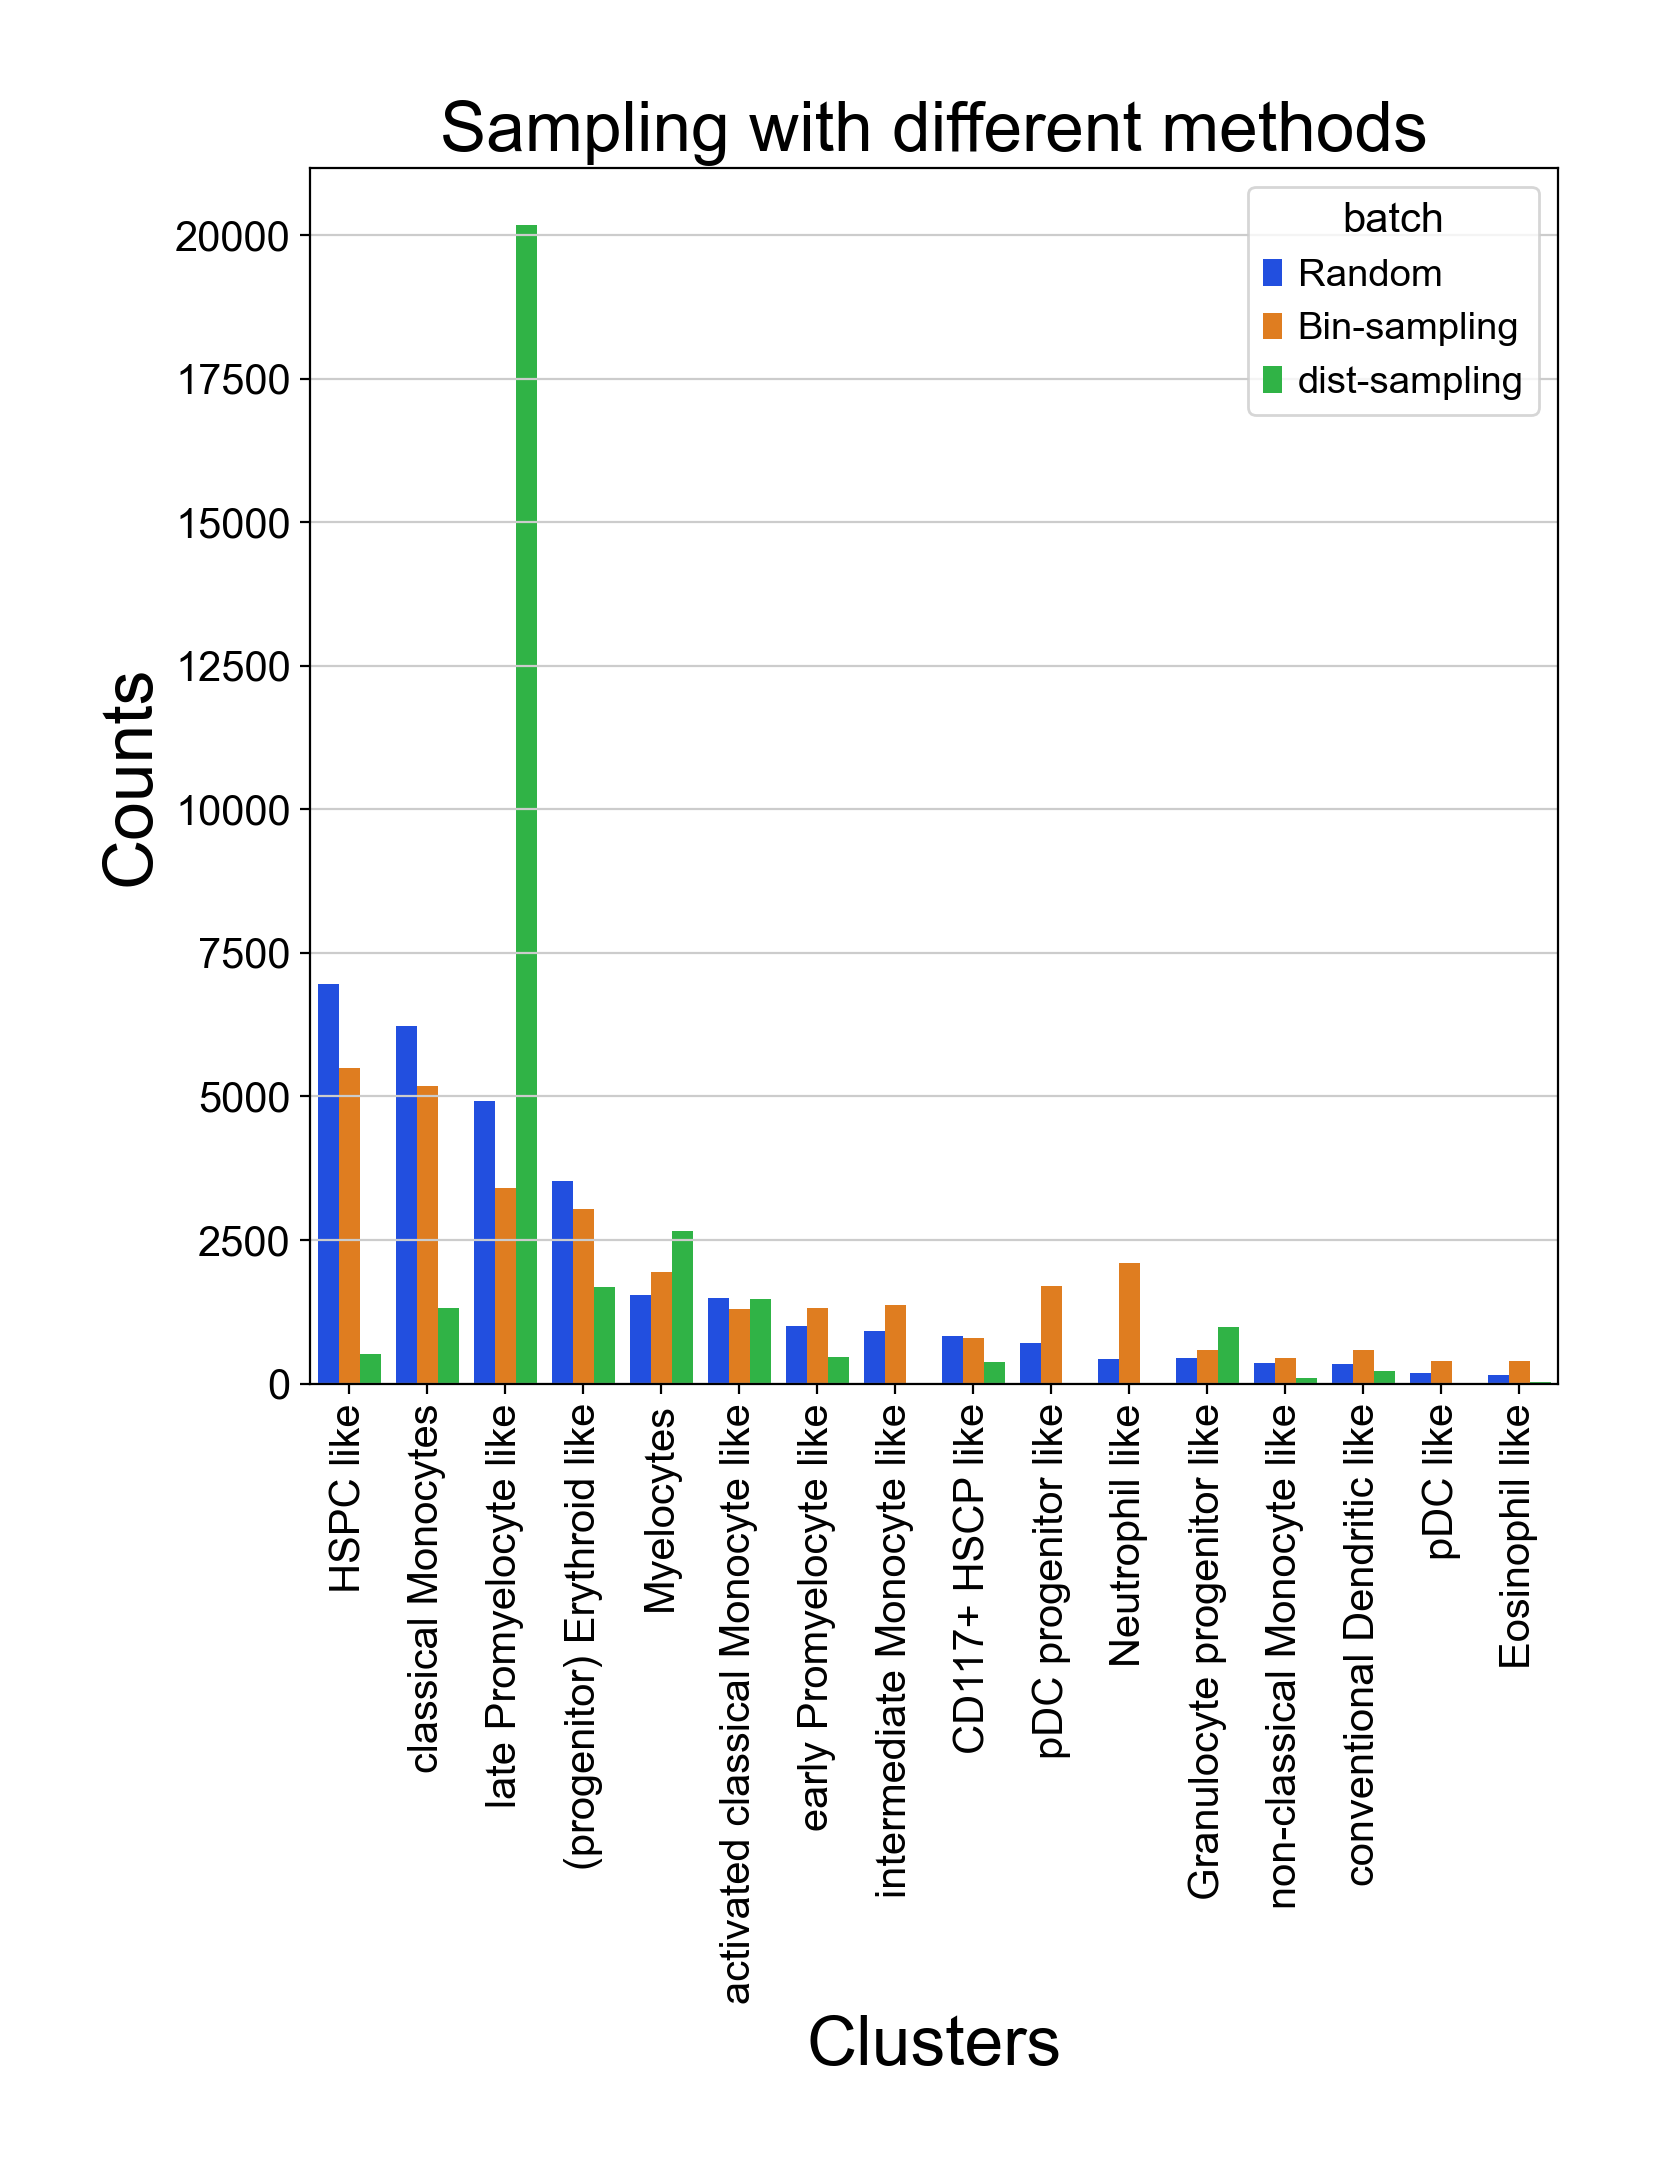 Sampling with different methods
batch
Random
Bin-sampling
dist-sampling
Counts
20000
17500
15000
12500
10000
7500
5000
2500
0
HSPC like
classical Monocytes
late Promyelocyte like
(progenitor) Erythroid like
Myelocytes
activated classical Monocyte like
early Promyelocyte like
intermediate Monocyte like
CD117+ HSCP like
pDC progenitor like
Neutrophil like
Granulocyte progenitor like
non-classical Monocyte like
conventional Dendritic like
pDC like
Eosinophil like
Clusters